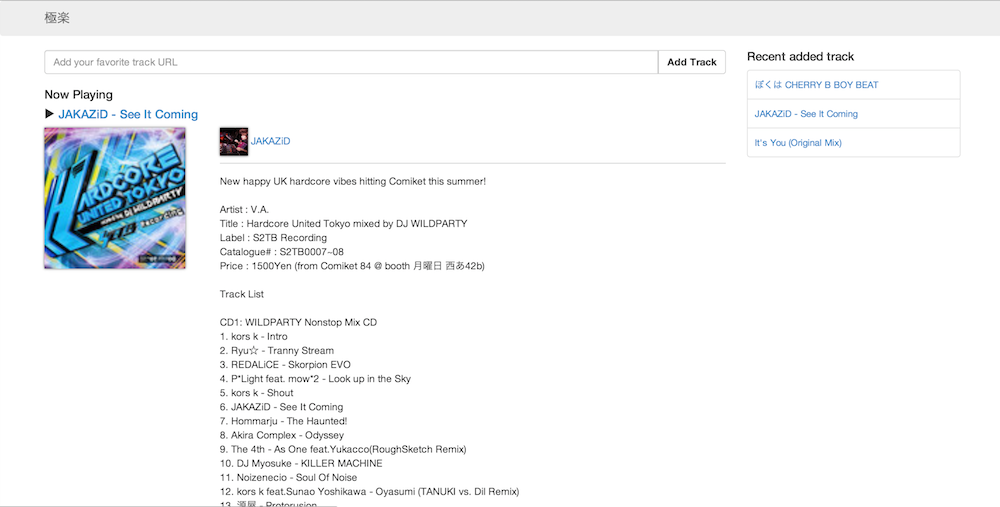 極楽
Add your favorite track URL
Add Track
Now Playing
▶ JAKAZiD - See It Coming
HARDCORE
UNITED TOKYO
DJ WILDPARTY
JAKAZiD
New happy UK hardcore vibes hitting Comiket this summer!
Artist : V.A.
Title : Hardcore United Tokyo mixed by DJ WILDPARTY
Label : S2TB Recording
Catalogue# : S2TB0007~08
Price : 1500Yen (from Comiket 84 @ booth 月曜日 西あ42b)
Track List
CD1: WILDPARTY Nonstop Mix CD
1. kors k - Intro
2. Ryu☆ - Tranny Stream
3. REDALiCE - Skorpion EVO
4. P*Light feat. mow*2 - Look up in the Sky
5. kors k - Shout
6. JAKAZiD - See It Coming
7. Hommarju - The Haunted!
8. Akira Complex - Odyssey
9. The 4th - As One feat.Yukacco(RoughSketch Remix)
10. DJ Myosuke - KILLER MACHINE
11. Noizenecio - Soul Of Noise
12. kors k feat.Sunao Yoshikawa - Oyasumi (TANUKI vs. Dil Remix)
13. 源屋 - Protorusion
Recent added track
ぼくは CHERRY B BOY BEAT
JAKAZiD - See It Coming
It's You (Original Mix)